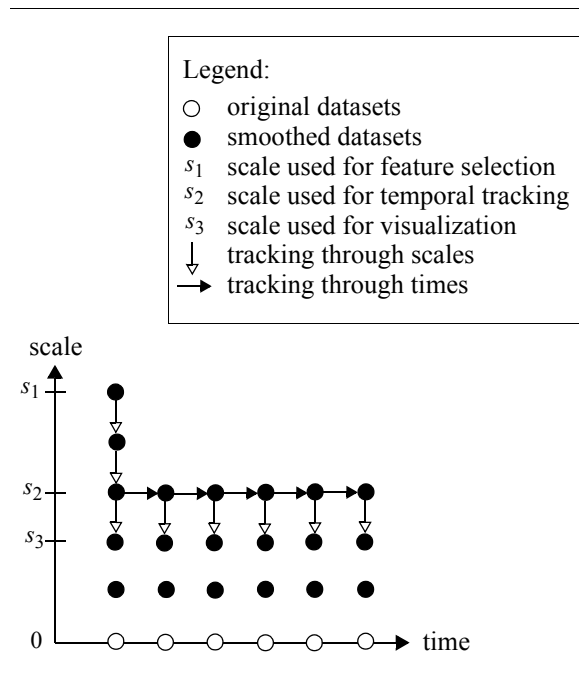 Legend:
original datasets
smoothed datasets
s1 scale used for feature selection
s2 scale used for temporal tracking
s3 scale used for visualization
tracking through scales
tracking through times
scale
s1
s2
s3
0
time